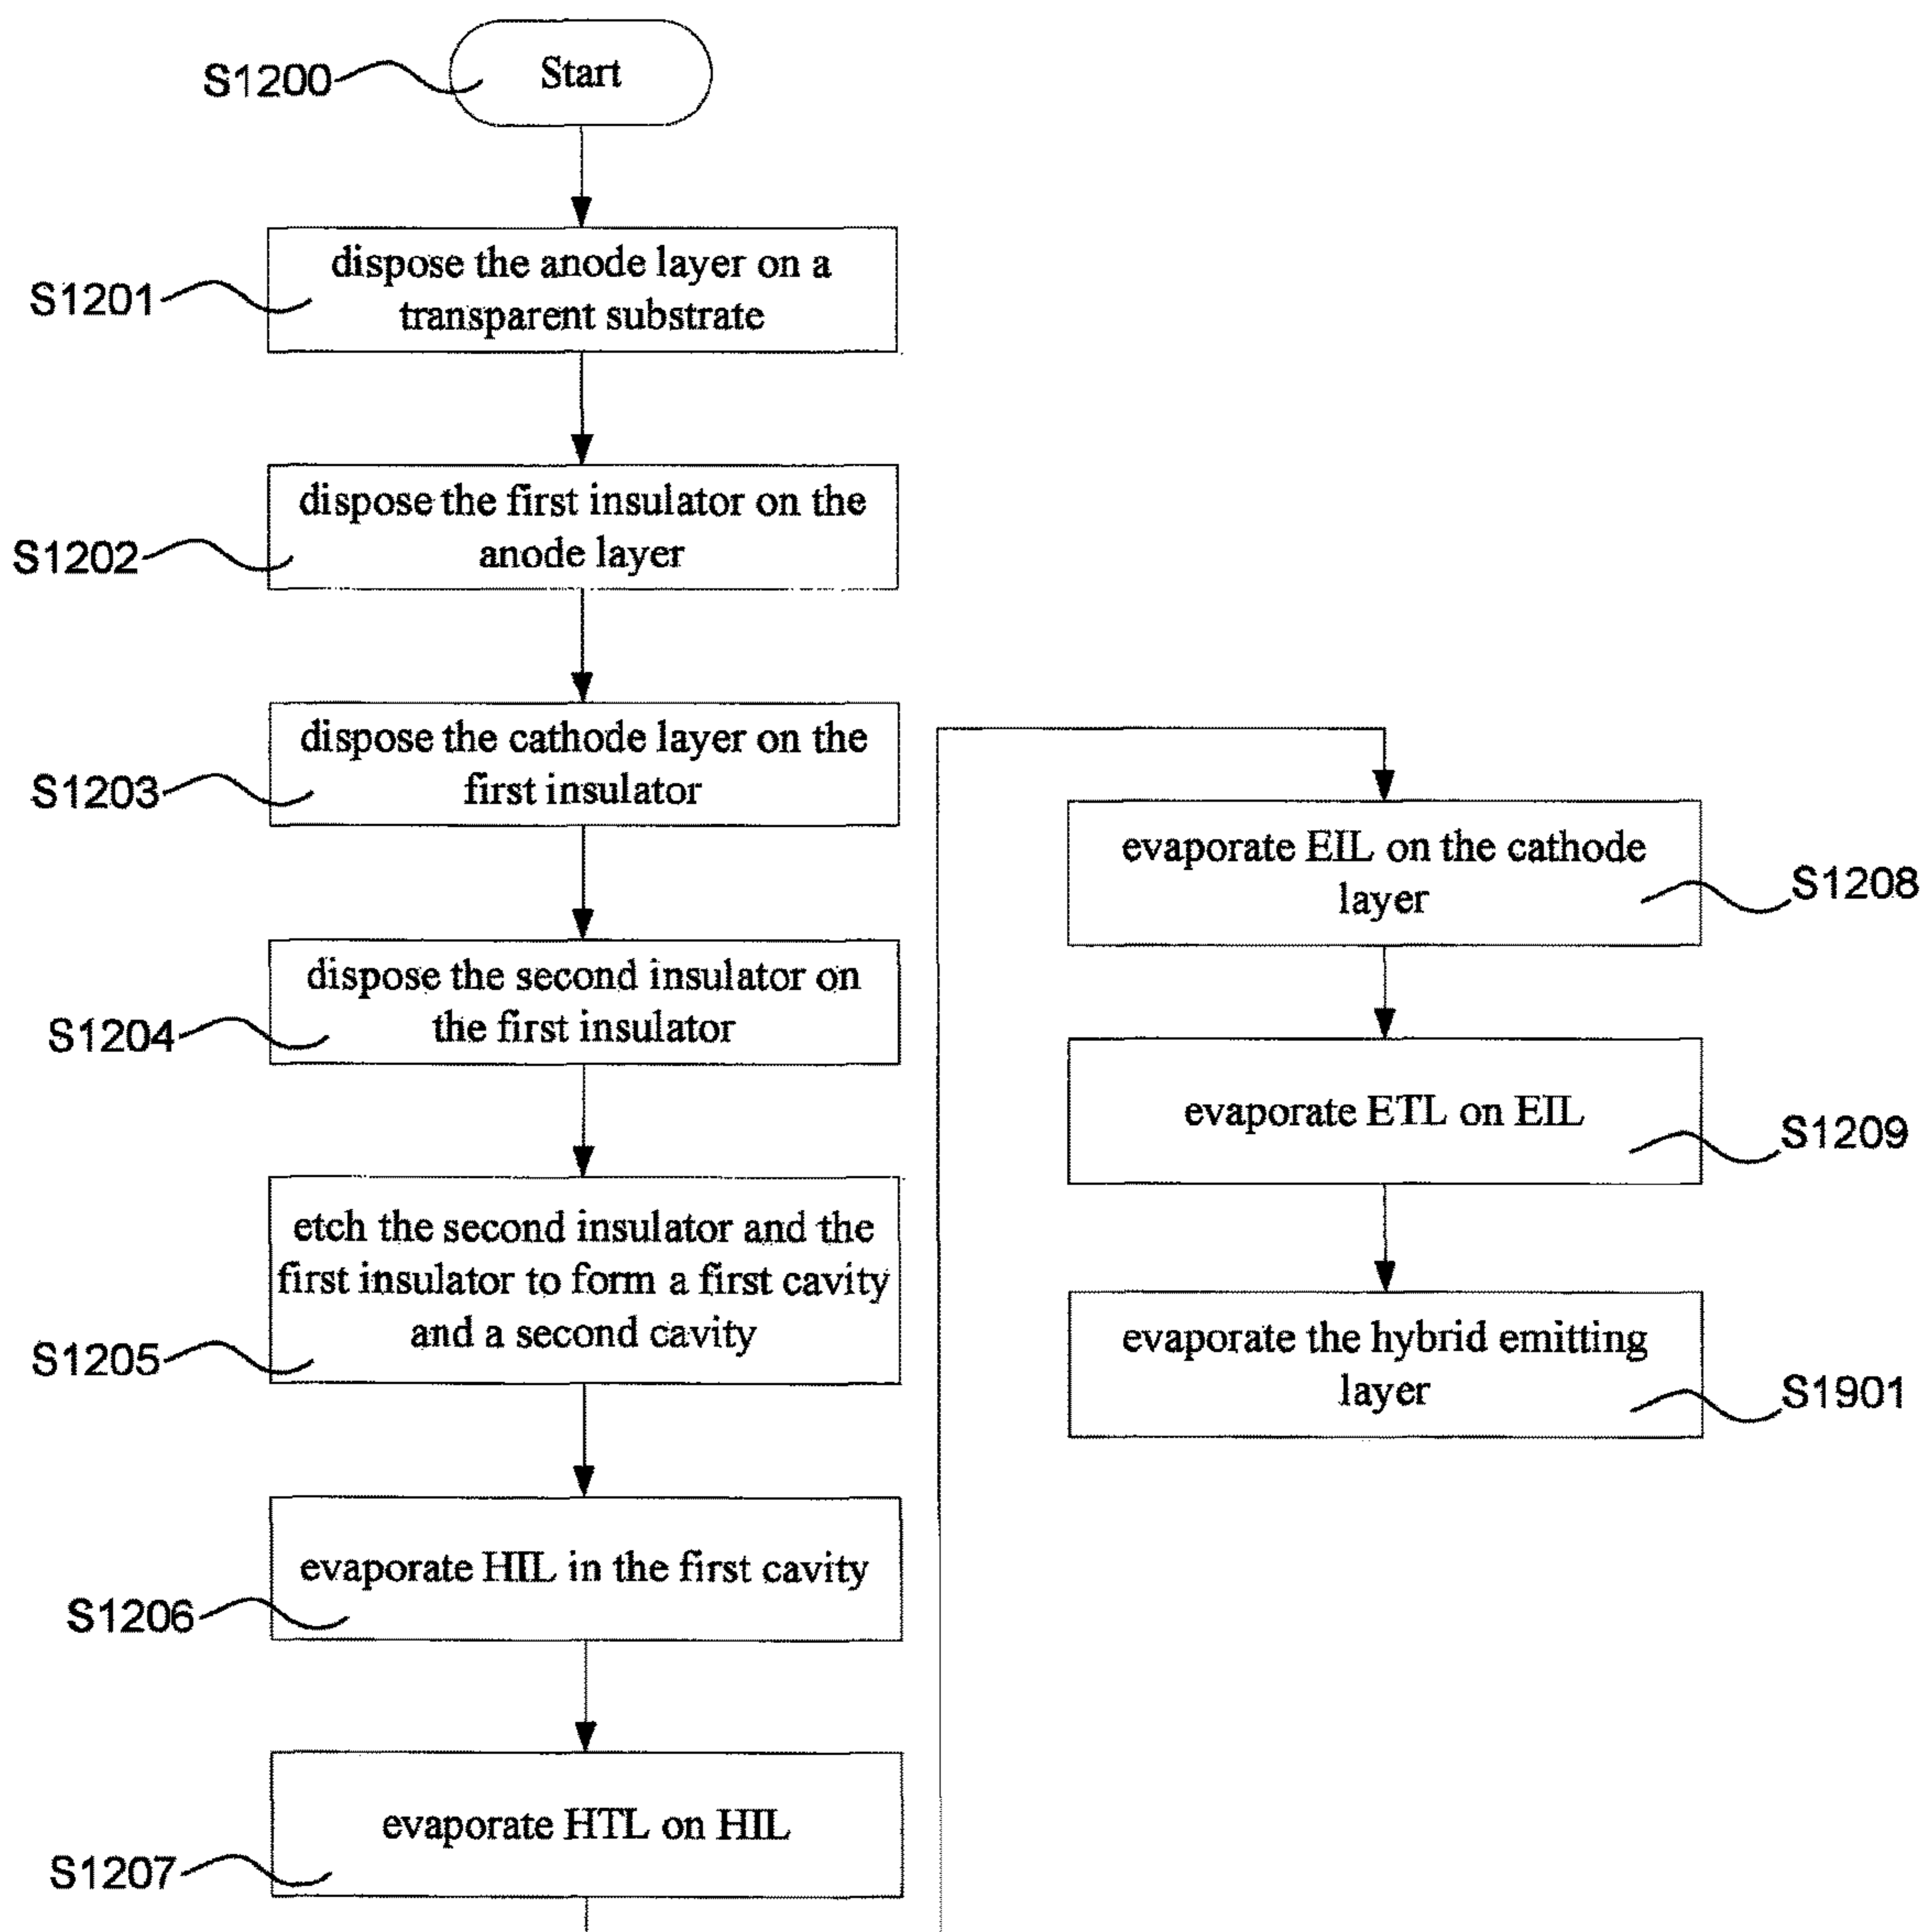 S1200
Start
S1201
dispose the anode layer on a
transparent substrate
S1202
dispose the first insulator on the
anode layer
S1203
dispose the cathode layer on the
first insulator
S1204
dispose the second insulator on
the first insulator
S1205
etch the second insulator and the
first insulator to form a first cavity
and a second cavity
S1206
evaporate HIL in the first cavity
S1207
evaporate HTL on HIL
evaporate EIL on the cathode
layer
S1208
evaporate ETL on EIL
S1209
evaporate the hybrid emitting
layer
S1901